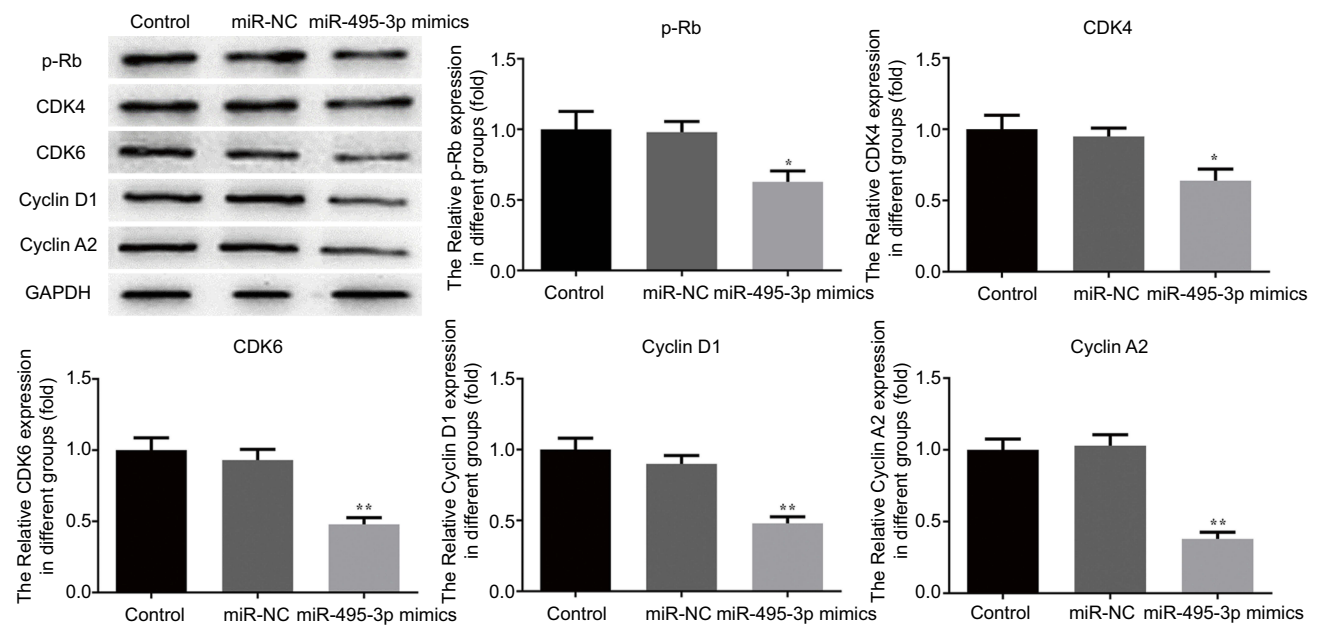 Control miR-NC miR-495-3p mimics
p-Rb
CDK4
CDK6
Cyclin D1
Cyclin A2
GAPDH
p-Rb
The Relative p-Rb expression
in different groups (fold)
1.5
1.0
0.5
0.0
*
Control miR-NC miR-495-3p mimics
CDK4
The Relative CDK4 expression
in different groups (fold)
1.5
1.0
0.5
0.0
*
Control miR-NC miR-495-3p mimics
CDK6
The Relative CDK6 expression
in different groups (fold)
1.5
1.0
0.5
0.0
**
Control miR-NC miR-495-3p mimics
Cyclin D1
The Relative Cyclin D1 expression
in different groups (fold)
1.5
1.0
0.5
0.0
**
Control miR-NC miR-495-3p mimics
Cyclin A2
The Relative Cyclin A2 expression
in different groups (fold)
1.5
1.0
0.5
0.0
**
Control miR-NC miR-495-3p mimics